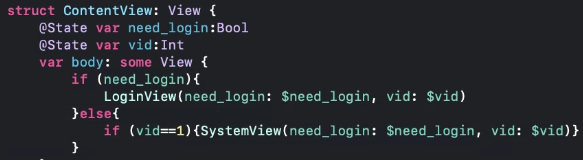 struct ContentView: View {
    @State var need_login:Bool
    @State var vid:Int
    var body: some View {
        if (need_login){
            LoginView(need_login: $need_login, vid: $vid)
        }else{
            if (vid==1){SystemView(need_login: $need_login, vid: $vid)}
        }